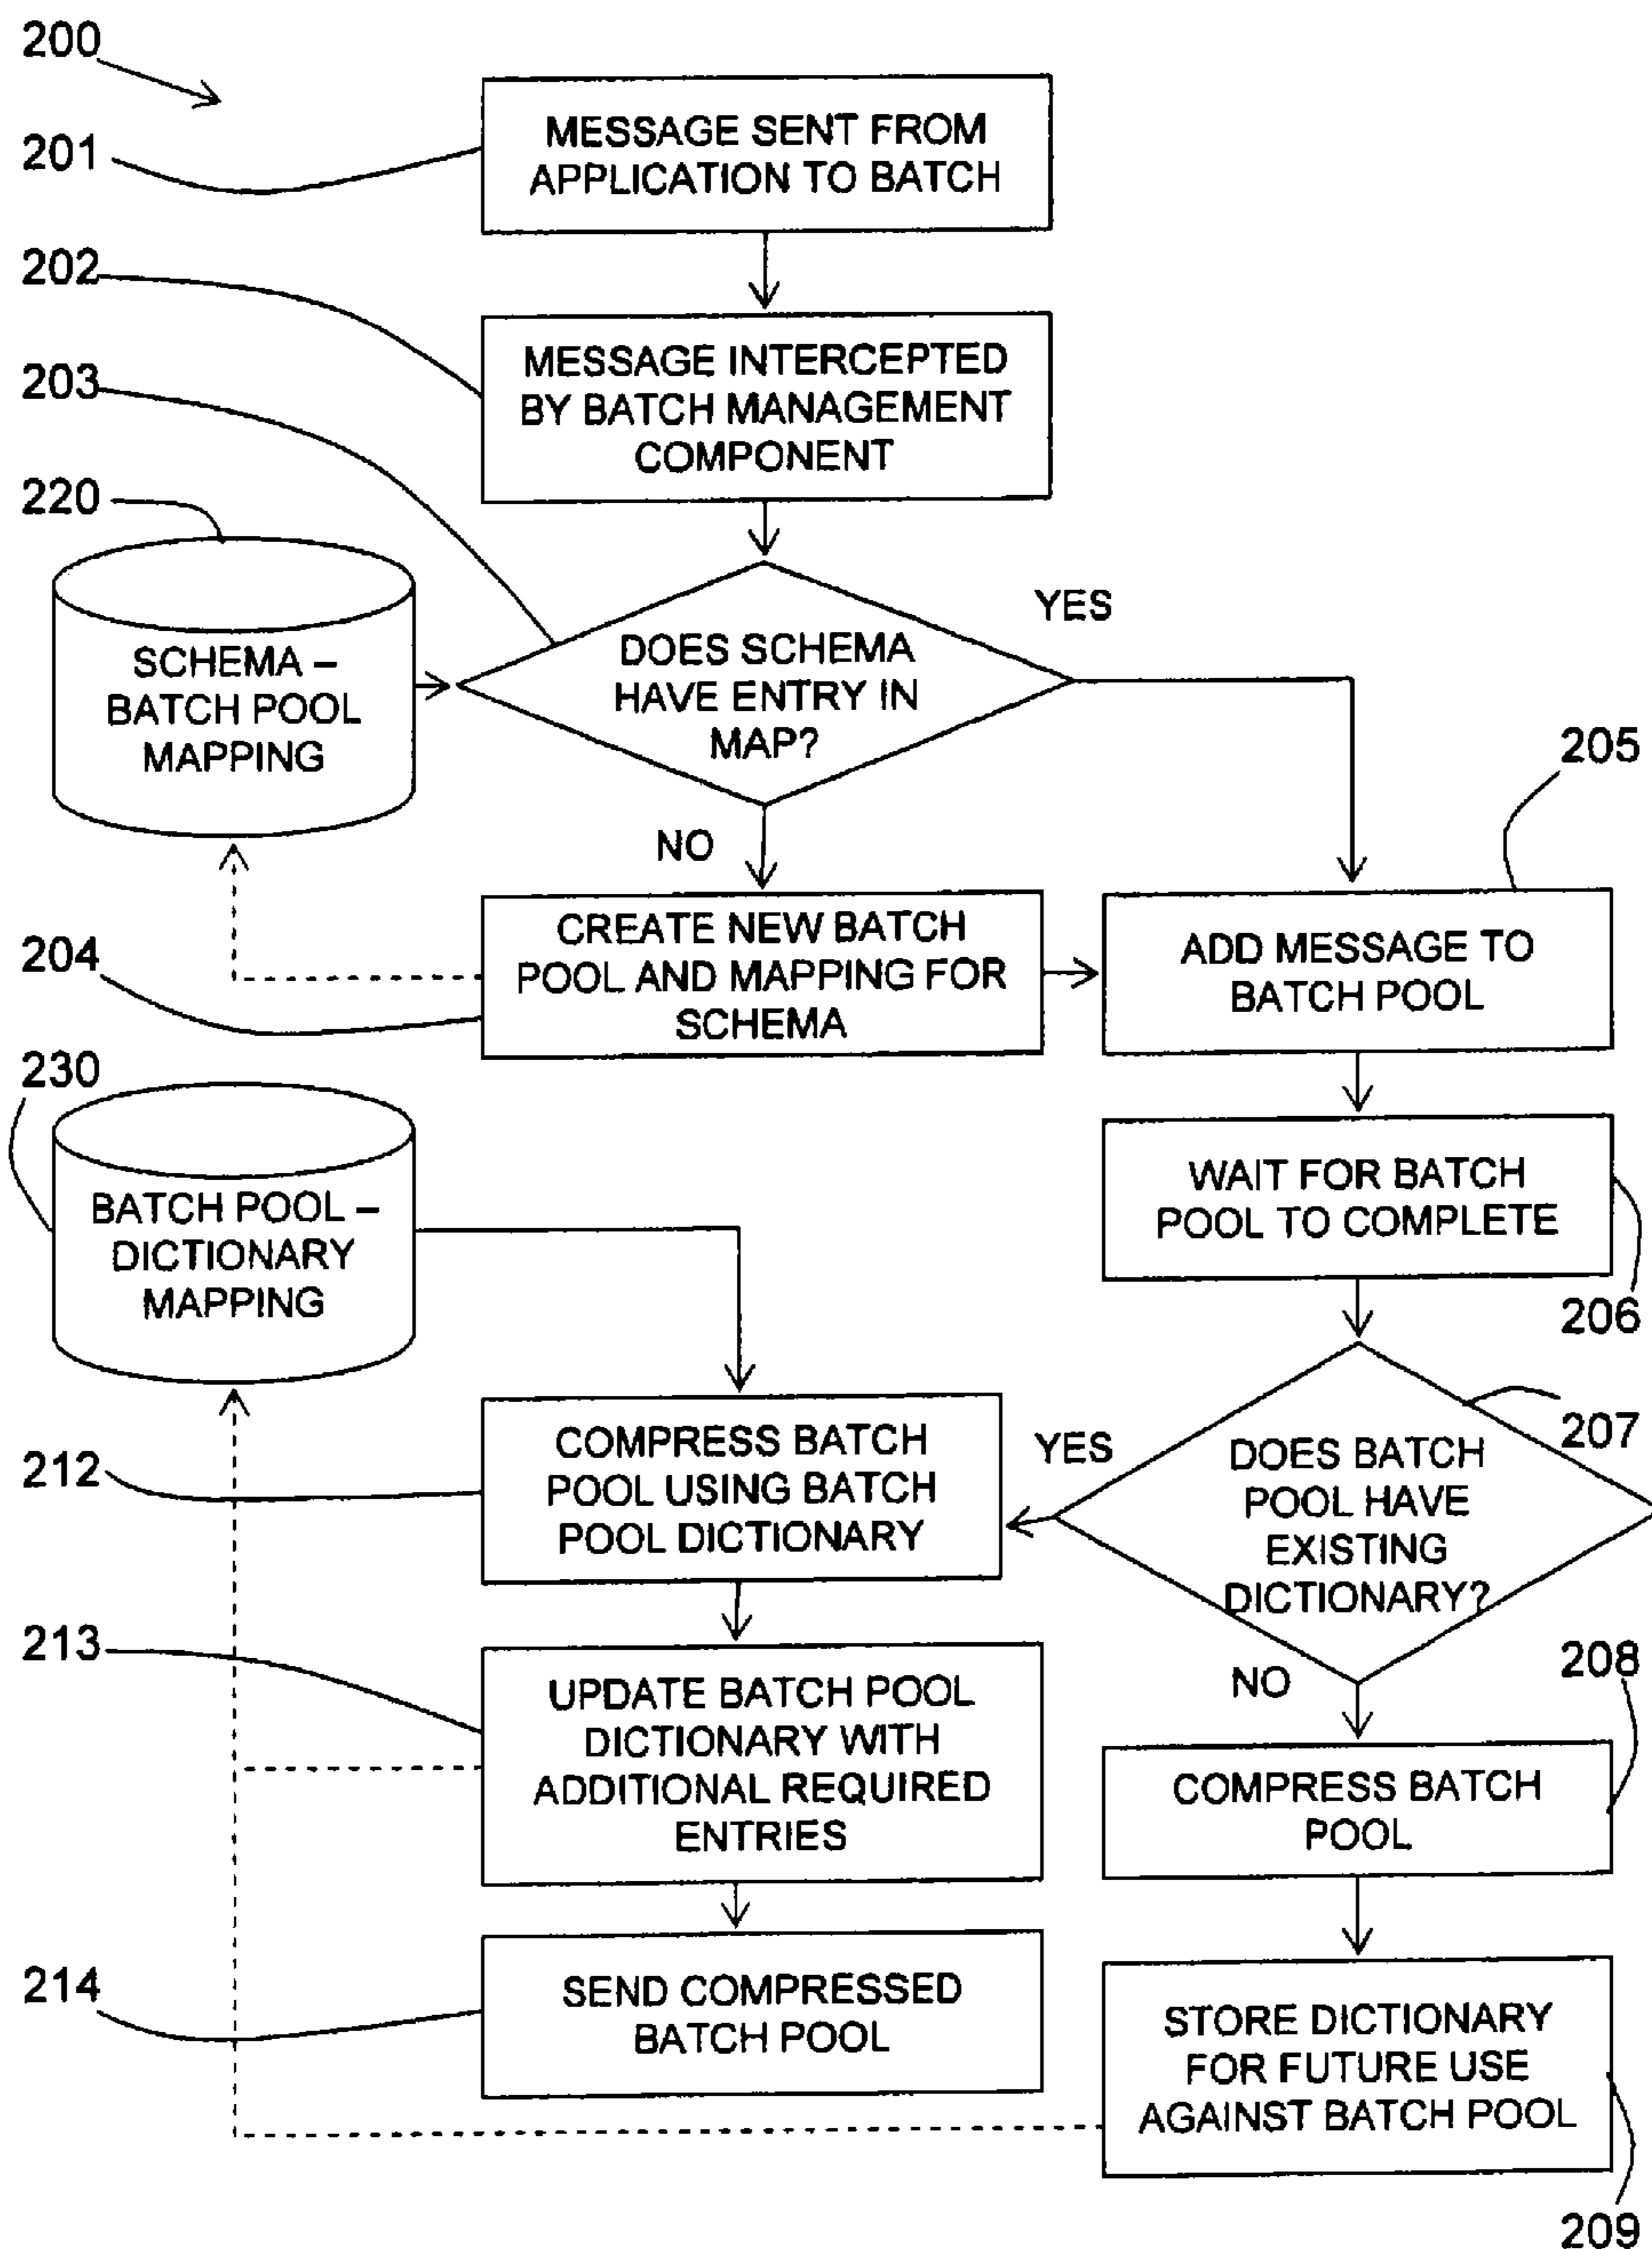 200
201
MESSAGE SENT FROM
APPLICATION TO BATCH
202
MESSAGE INTERCEPTED
BY BATCH MANAGEMENT
COMPONENT
203
220
SCHEMA –
BATCH POOL
MAPPING
DOES SCHEMA
HAVE ENTRY IN
MAP?
YES
NO
204
CREATE NEW BATCH
POOL AND MAPPING FOR
SCHEMA
205
ADD MESSAGE TO
BATCH POOL
230
BATCH POOL –
DICTIONARY
MAPPING
WAIT FOR BATCH
POOL TO COMPLETE
206
207
DOES BATCH
POOL HAVE
EXISTING
DICTIONARY?
YES
NO
212
COMPRESS BATCH
POOL USING BATCH
POOL DICTIONARY
213
UPDATE BATCH POOL
DICTIONARY WITH
ADDITIONAL REQUIRED
ENTRIES
208
COMPRESS BATCH
POOL
214
SEND COMPRESSED
BATCH POOL
STORE DICTIONARY
FOR FUTURE USE
AGAINST BATCH POOL
209